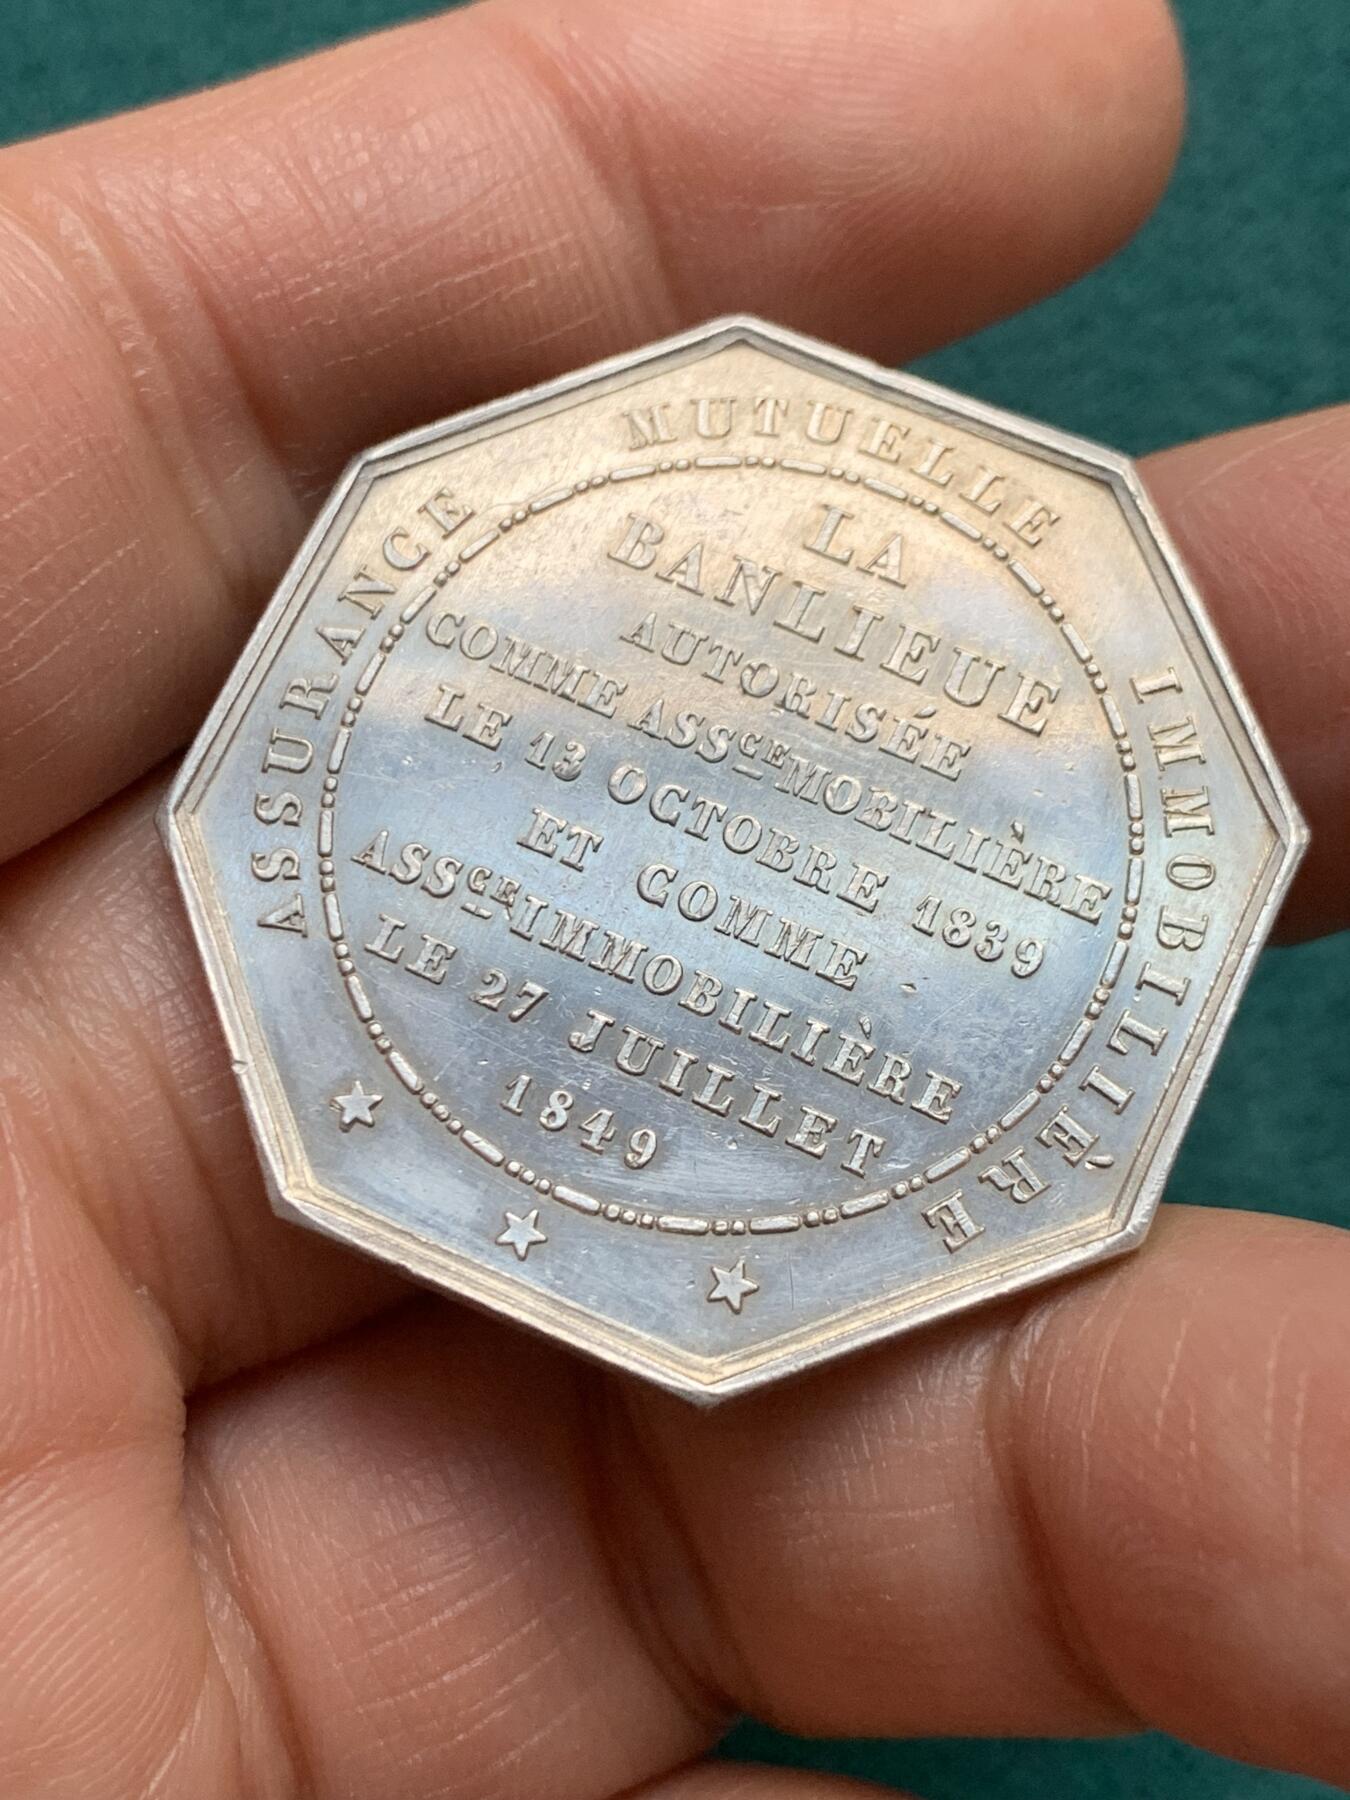 ASSURANCE MUTUELLE IMMOBILIÈRE
LA
BANLIEUE
AUTORISÉE
COMME ASSCE MOBILIÈRE
LE 13 OCTOBRE 1839
ET COMME
ASSCE IMMOBILIÈRE
LE 27 JUILLET
1849